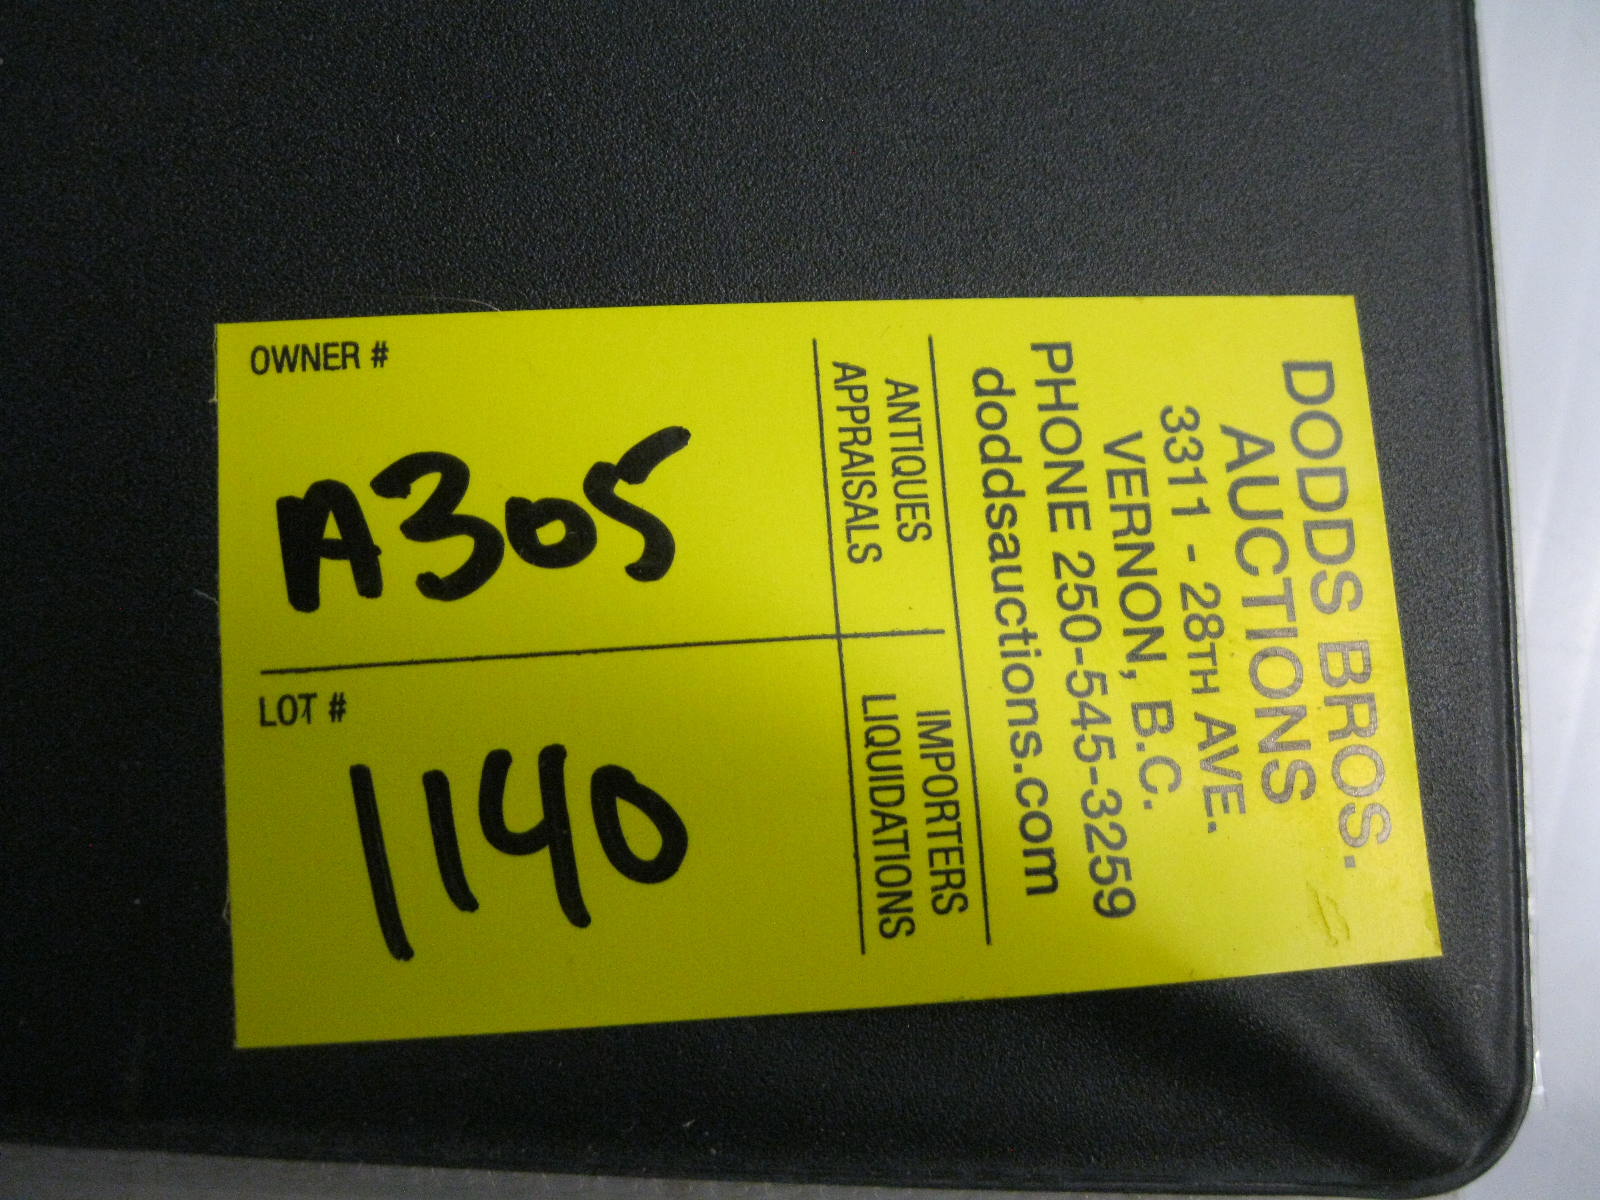 DODDS BROS.
AUCTIONS
3311 - 28TH AVE.
VERNON, B.C.
PHONE 250-545-3259
doddsauctions.com
ANTIQUES
APPRAISALS
IMPORTERS
LIQUIDATIONS
OWNER #
A305
LOT #
1140